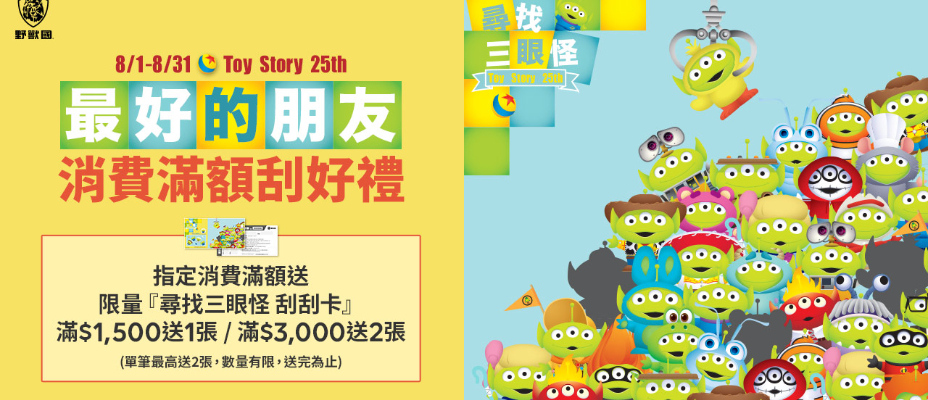 野獸國
8/1-8/31 Toy Story 25th
最好的朋友
消費滿額刮好禮
指定消費滿額送
限量『尋找三眼怪 刮刮卡』
滿$1,500送1張 / 滿$3,000送2張
(單筆最高送2張，數量有限，送完為止)
尋找
三眼怪
Toy Story 25th